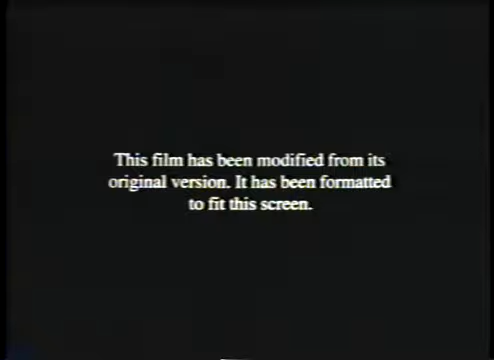 This film has been modified from its
original version. It has been formatted
to fit this screen.